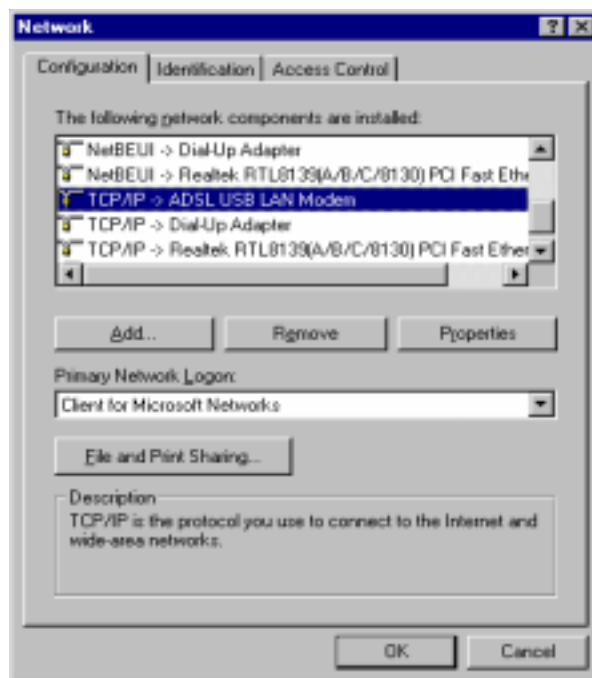 Network
Configuration Identification Access Control
The following network components are installed:
NetBEUI -> Dial-Up Adapter
NetBEUI -> Realtek RTL8139(A/B/C/8130) PCI Fast Ethe
TCP/IP -> ADSL USB LAN Modem
TCP/IP -> Dial-Up Adapter
TCP/IP -> Realtek RTL8139(A/B/C/8130) PCI Fast Ether
Add... Remove Properties
Primary Network Logon:
Client for Microsoft Networks
File and Print Sharing...
Description
TCP/IP is the protocol you use to connect to the Internet and
wide-area networks.
OK Cancel